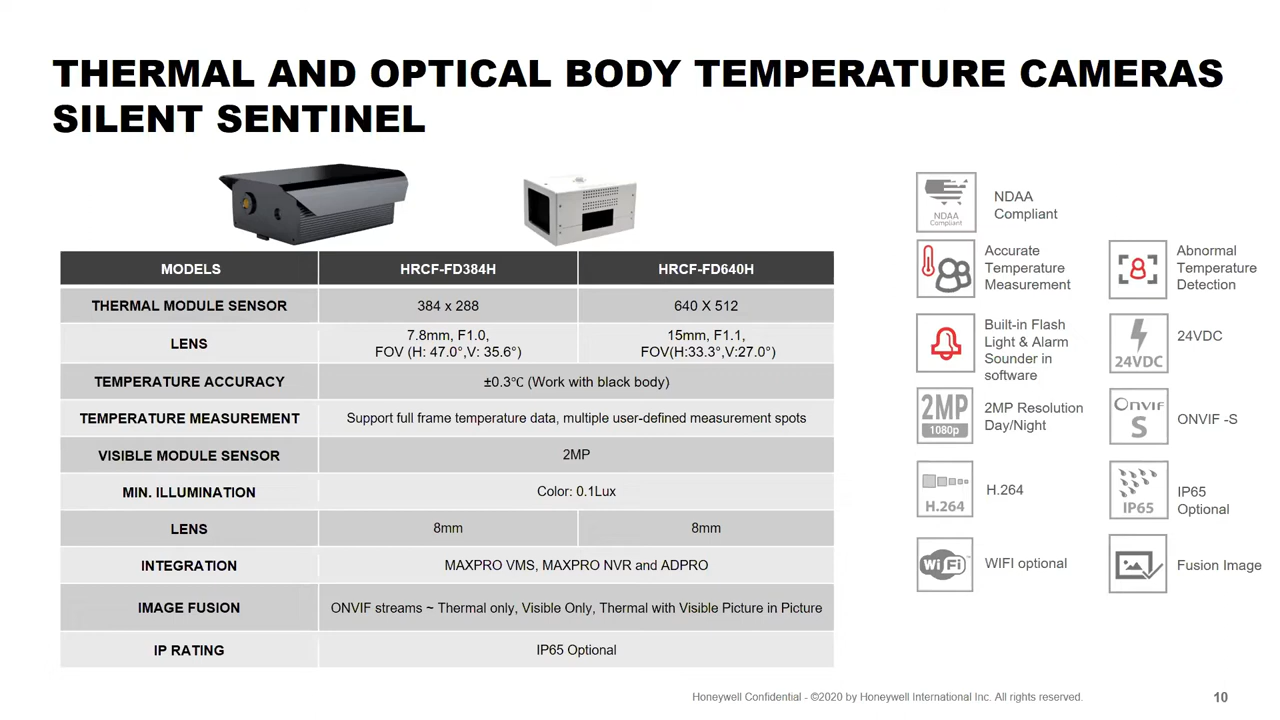 THERMAL AND OPTICAL BODY TEMPERATURE CAMERAS
SILENT SENTINEL
MODELS
HRCF-FD384H
HRCF-FD640H
THERMAL MODULE SENSOR
384 x 288
640 X 512
LENS
7.8mm, F1.0,
FOV (H: 47.0°,V: 35.6°)
15mm, F1.1,
FOV(H:33.3°,V:27.0°)
TEMPERATURE ACCURACY
±0.3℃ (Work with black body)
TEMPERATURE MEASUREMENT
Support full frame temperature data, multiple user-defined measurement spots
VISIBLE MODULE SENSOR
2MP
MIN. ILLUMINATION
Color: 0.1Lux
LENS
8mm
8mm
INTEGRATION
MAXPRO VMS, MAXPRO NVR and ADPRO
IMAGE FUSION
ONVIF streams ~ Thermal only, Visible Only, Thermal with Visible Picture in Picture
IP RATING
IP65 Optional
NDAA
Compliant
NDAA
Compliant
Accurate
Temperature
Measurement
Abnormal
Temperature
Detection
Built-in Flash
Light & Alarm
Sounder in
software
24VDC
24VDC
2MP
1080p
2MP Resolution
Day/Night
ONVIF
S
ONVIF -S
H.264
H.264
IP65
IP65
Optional
WiFi
WIFI optional
Fusion Image
Honeywell Confidential - ©2020 by Honeywell International Inc. All rights reserved.
10